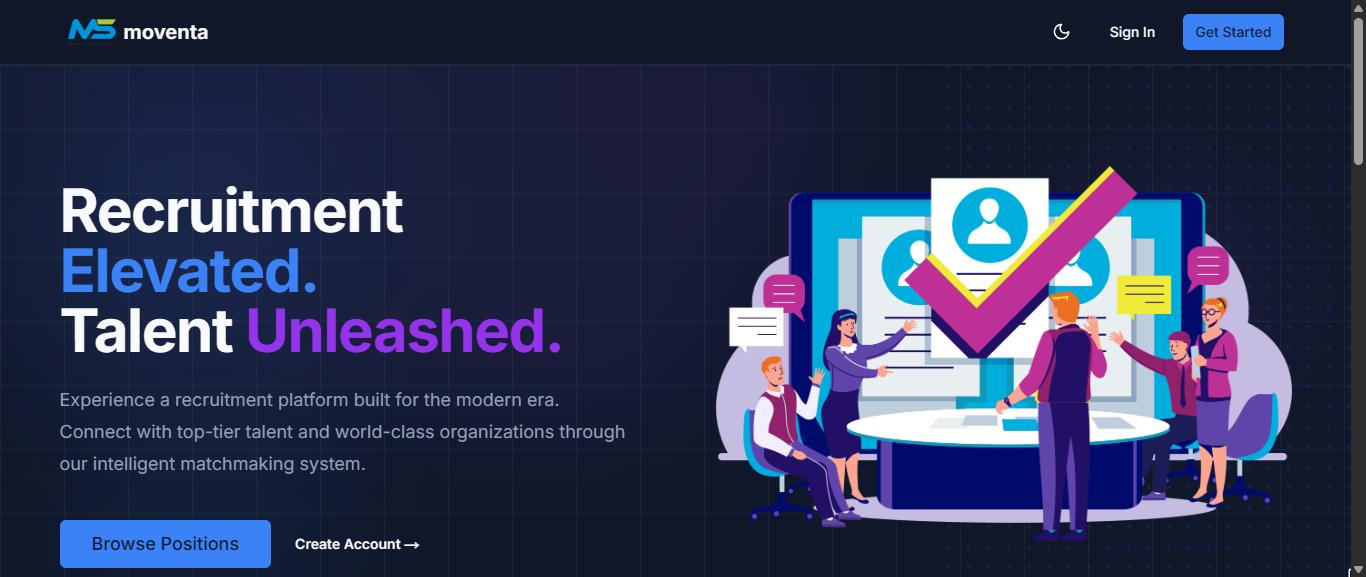 MS moventa
Sign In
Get Started
Recruitment
Elevated.
Talent Unleashed.
Experience a recruitment platform built for the modern era.
Connect with top-tier talent and world-class organizations through
our intelligent matchmaking system.
Browse Positions
Create Account →